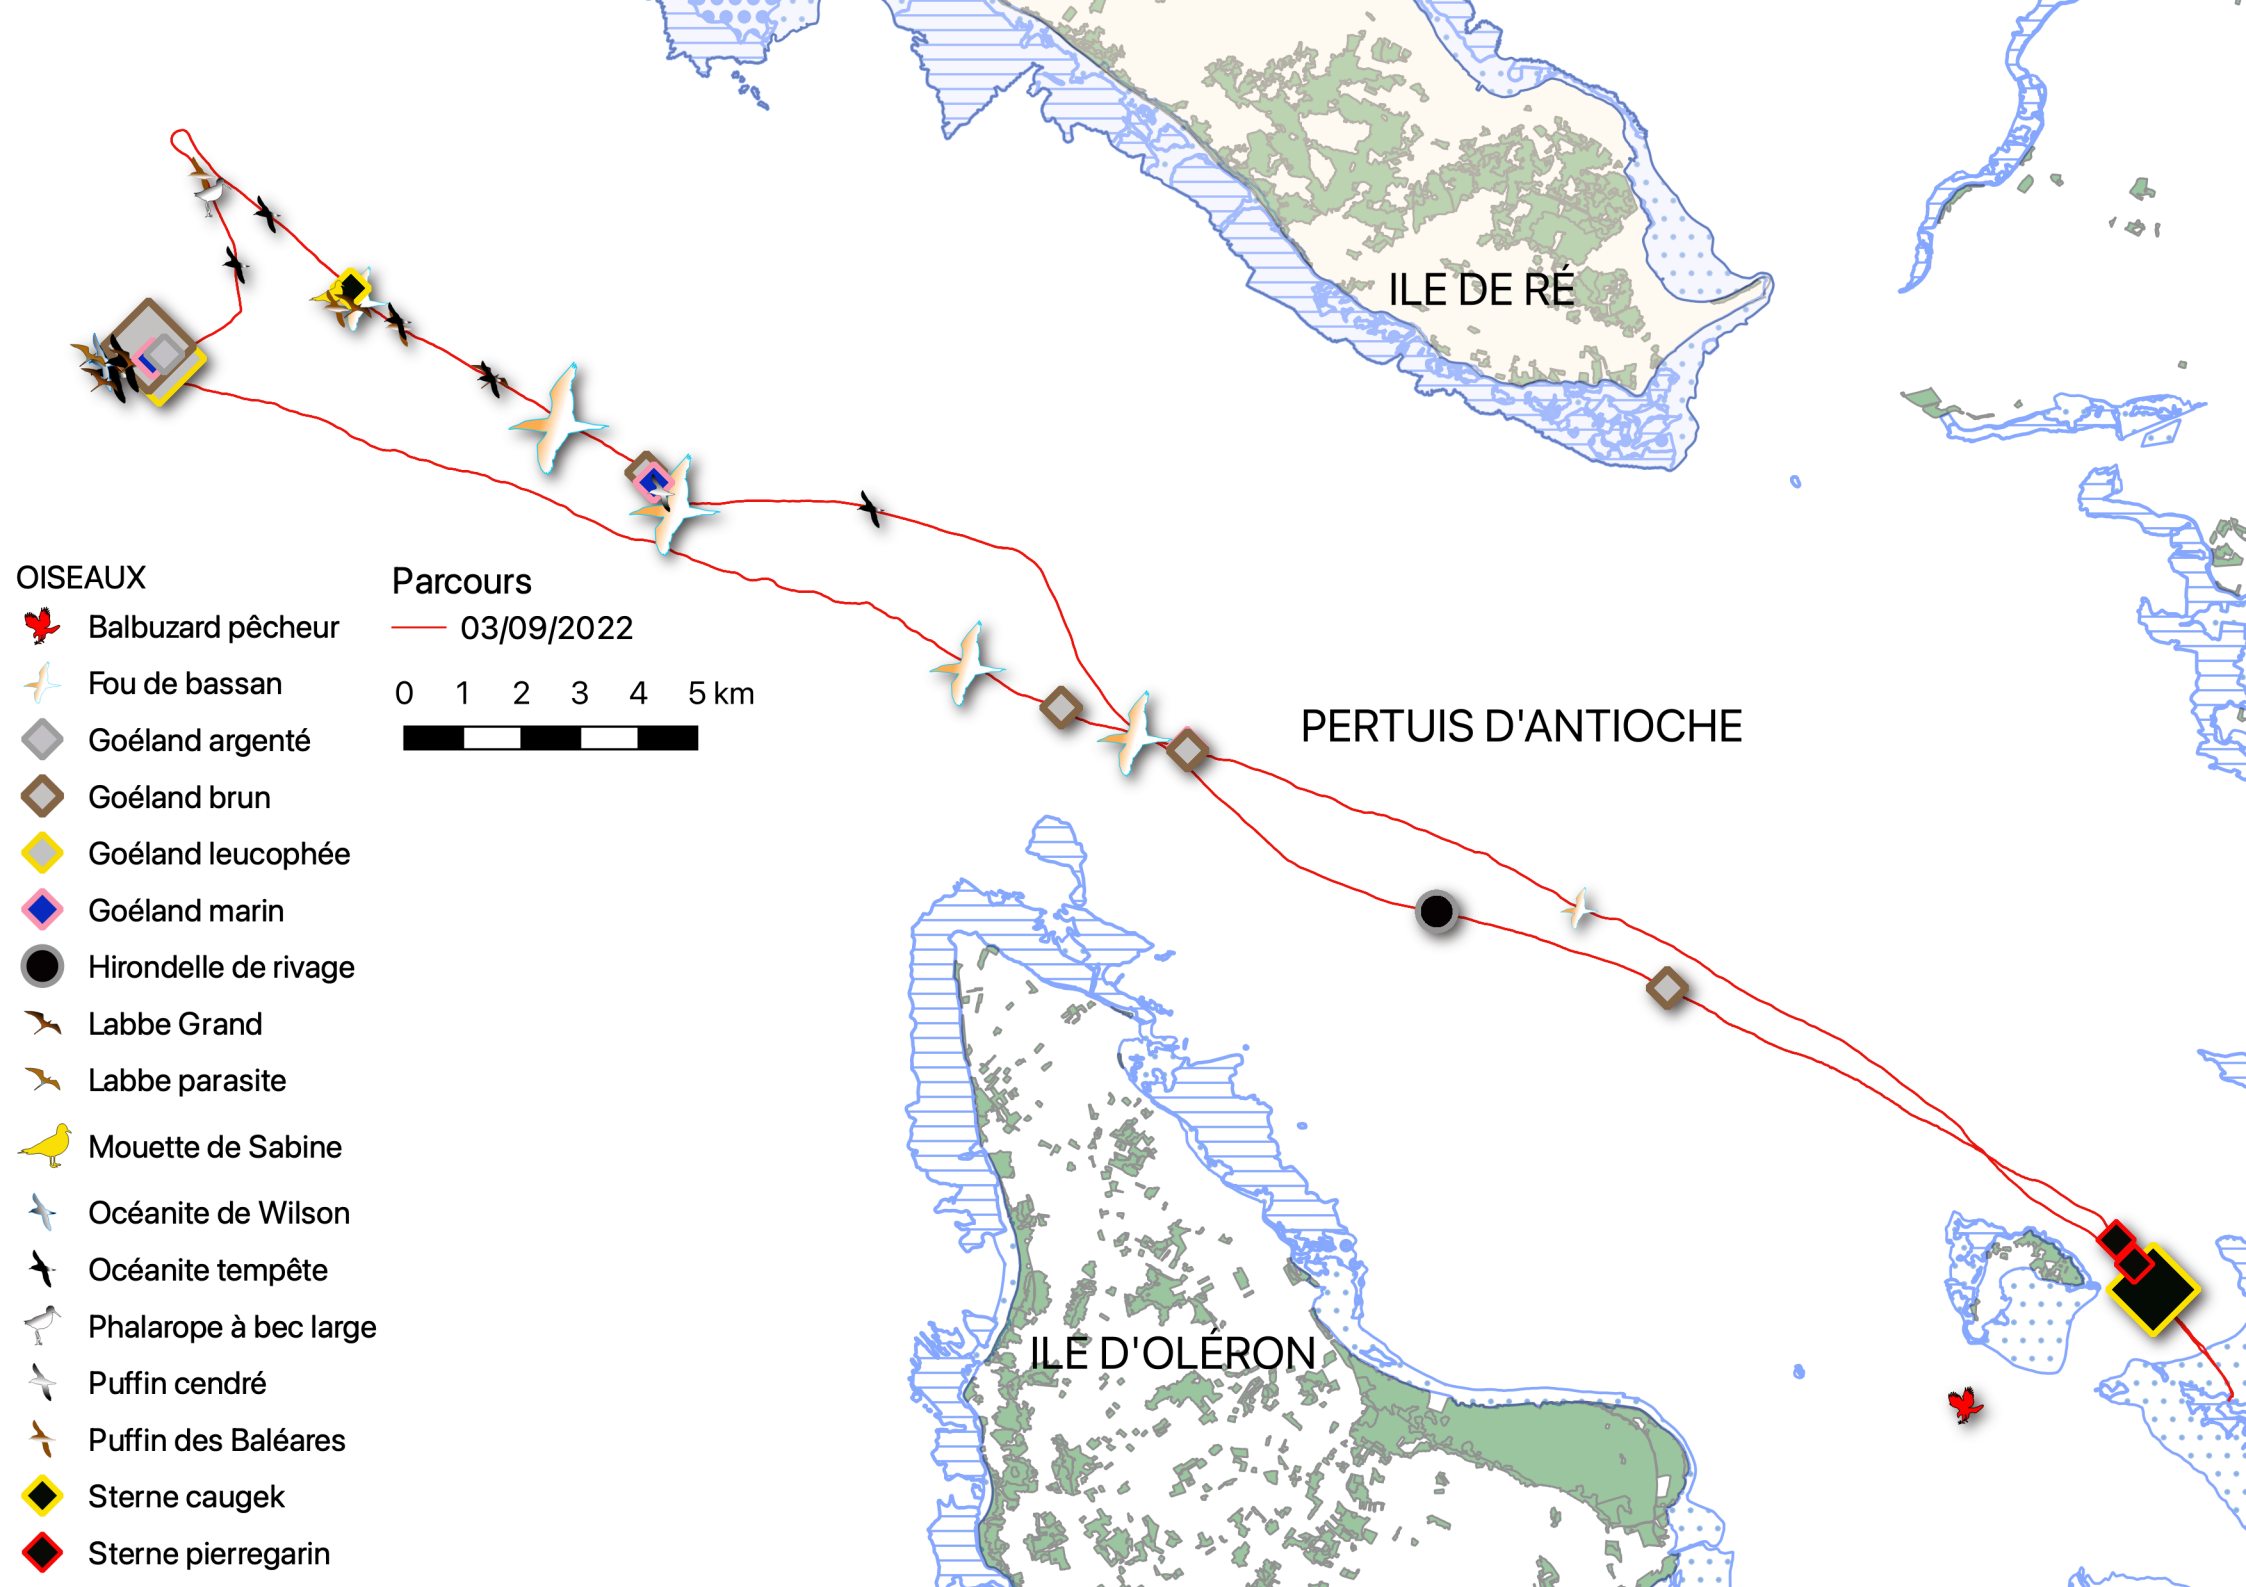 ILE DE RÉ
OISEAUX
Balbuzard pêcheur
Fou de bassan
Goéland argenté
Goéland brun
Goéland leucophée
Goéland marin
Hirondelle de rivage
Labbe Grand
Labbe parasite
Mouette de Sabine
Océanite de Wilson
Océanite tempête
Phalarope à bec large
Puffin cendré
Puffin des Baléares
Sterne caugek
Sterne pierregarin
Parcours
03/09/2022
0 1 2 3 4 5 km
PERTUIS D'ANTIOCHE
ILE D'OLÉRON